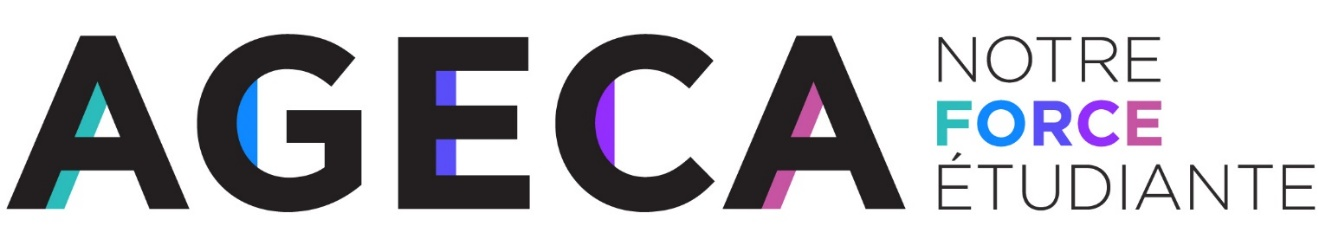 AGECA
NOTRE
FORCE
ÉTUDIANTE